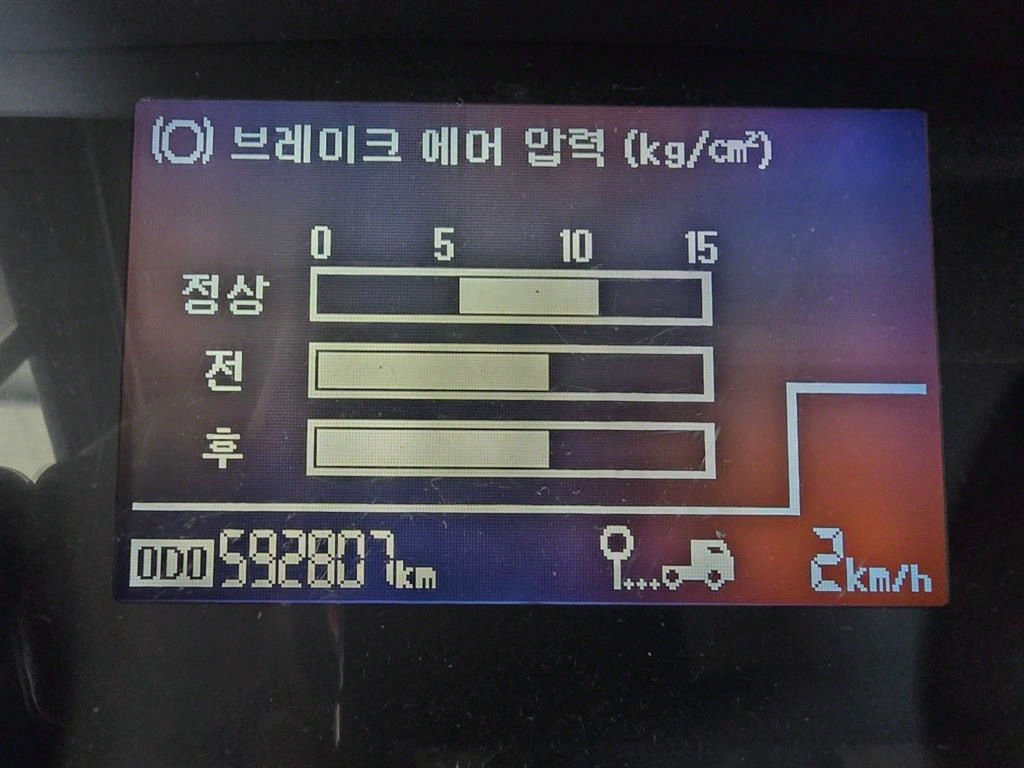 브레이크 에어 압력 (kg/cm²)
0 5 10 15
정상
전
후
ODO 592807km
2km/h